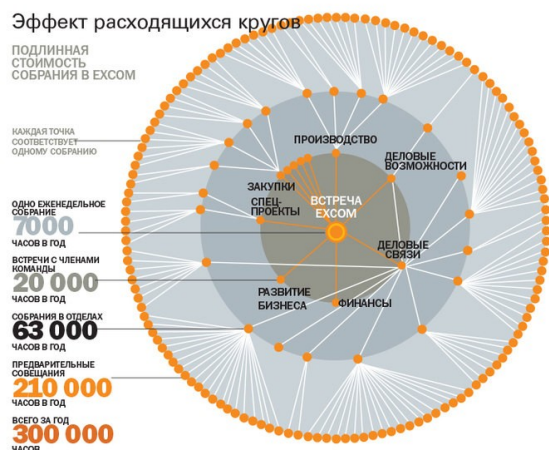 Эффект расходящихся кругов
ПОДЛИННАЯ
СТОИМОСТЬ
СОБРАНИЯ В EXCOM
КАЖДАЯ ТОЧКА
СООТВЕТСТВУЕТ
ОДНОМУ СОБРАНИЮ
ОДНО ЕЖЕНЕДЕЛЬНОЕ
СОБРАНИЕ
7000
ЧАСОВ В ГОД
ВСТРЕЧИ С ЧЛЕНАМИ
КОМАНДЫ
20 000
ЧАСОВ В ГОД
СОБРАНИЯ В ОТДЕЛАХ
63 000
ЧАСОВ В ГОД
ПРЕДВАРИТЕЛЬНЫЕ
СОВЕЩАНИЯ
210 000
ЧАСОВ В ГОД
ВСЕГО ЗА ГОД
300 000
ЧАСОВ
ПРОИЗВОДСТВО
ДЕЛОВЫЕ
ВОЗМОЖНОСТИ
ЗАКУПКИ
СПЕЦ-
ПРОЕКТЫ
ВСТРЕЧА
EXCOM
ДЕЛОВЫЕ
СВЯЗИ
РАЗВИТИЕ
БИЗНЕСА
ФИНАНСЫ